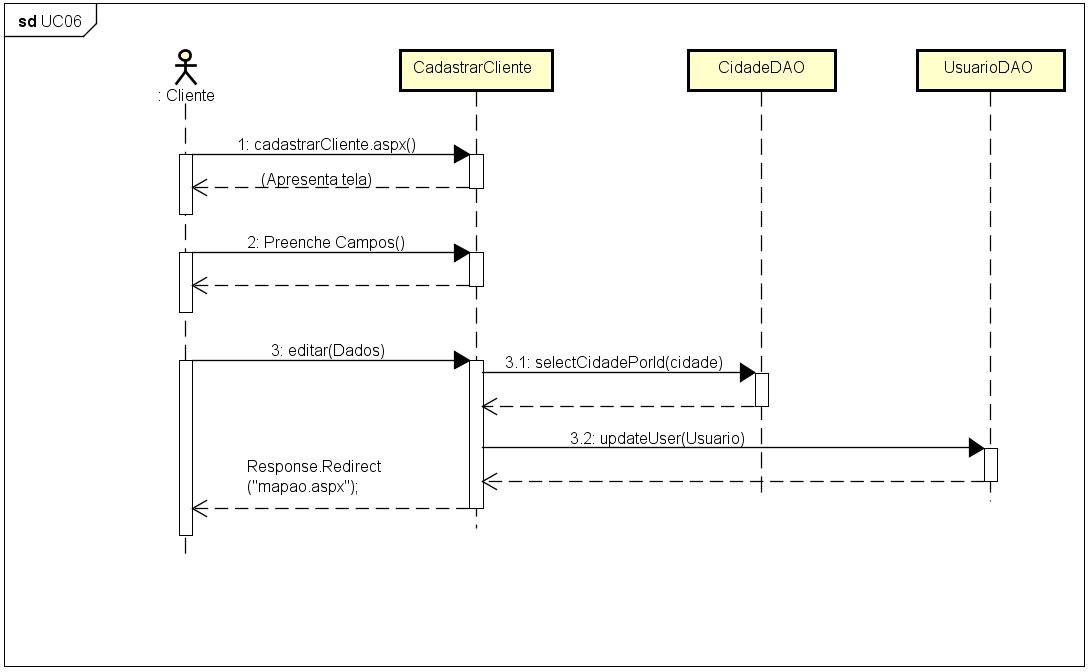 sd UC06
: Cliente
CadastrarCliente
CidadeDAO
UsuarioDAO
1: cadastrarCliente.aspx()
(Apresenta tela)
2: Preenche Campos()
3: editar(Dados)
3.1: selectCidadePorId(cidade)
3.2: updateUser(Usuario)
Response.Redirect
("mapao.aspx");